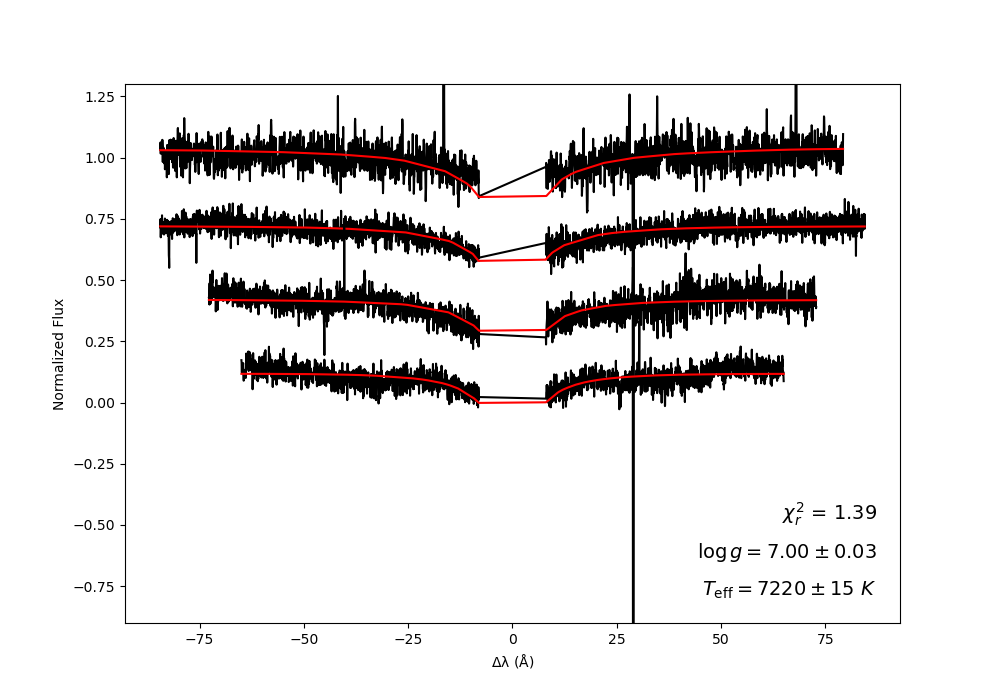 1.25
1.00
0.75
0.50
0.25
0.00
−0.25
−0.50
−0.75
Normalized Flux
χ²ᵣ = 1.39
log g = 7.00 ± 0.03
T_eff = 7220 ± 15 K
−75 −50 −25 0 25 50 75
Δλ (Å)